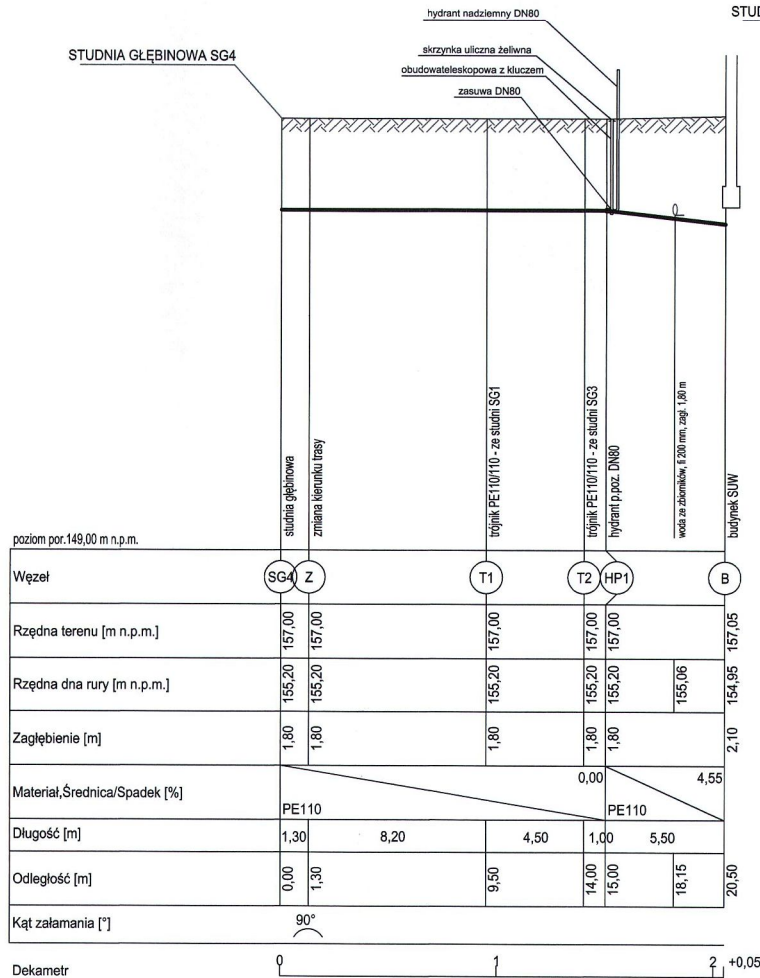 hydrant nadziemny DN80
STUD
STUDNIA GŁĘBINOWA SG4
skrzynka uliczna żeliwna
obudowateleskopowa z kluczem
zasuwa DN80
studnia głębinowa
zmiana kierunku trasy
trójnik PE110/110 - ze studni SG1
trójnik PE110/110 - ze studni SG3
hydrant p.poż. DN80
woda ze zbiorników, fi 200 mm, zagł. 1,80 m
budynek SUW
poziom por.149,00 m n.p.m.
Węzeł SG4 Z T1 T2 HP1 B
Rzędna terenu [m n.p.m.] 157,00 157,00 157,00 157,00 157,00 157,05
Rzędna dna rury [m n.p.m.] 155,20 155,20 155,20 155,20 155,20 155,06 154,95
Zagłębienie [m] 1,80 1,80 1,80 1,80 1,80 2,10
Materiał,Średnica/Spadek [%] PE110 0,00 PE110 4,55
Długość [m] 1,30 8,20 4,50 1,00 5,50
Odległość [m] 0,00 1,30 9,50 14,00 15,00 18,15 20,50
Kąt załamania [°] 90°
Dekametr 0 1 2 +0,05